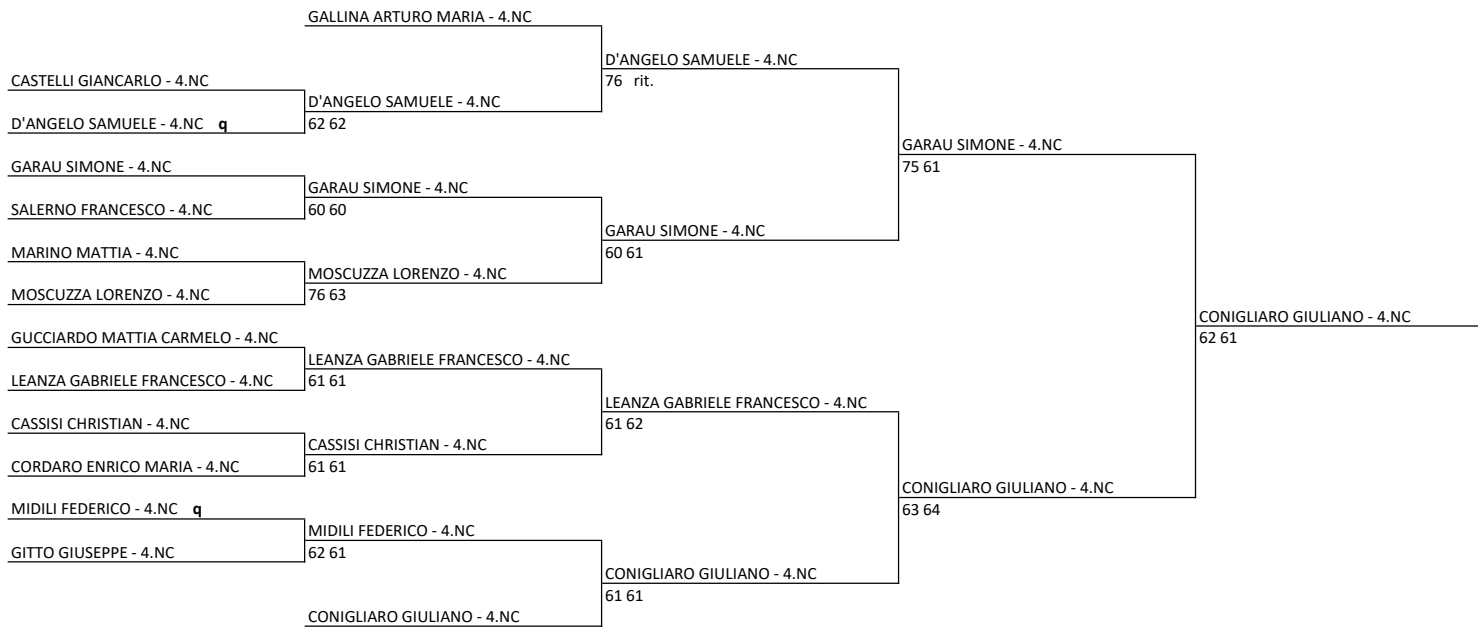 GALLINA ARTURO MARIA - 4.NC
D'ANGELO SAMUELE - 4.NC
CASTELLI GIANCARLO - 4.NC
76 rit.
D'ANGELO SAMUELE - 4.NC
D'ANGELO SAMUELE - 4.NC q
62 62
GARAU SIMONE - 4.NC
GARAU SIMONE - 4.NC
75 61
GARAU SIMONE - 4.NC
SALERNO FRANCESCO - 4.NC
60 60
GARAU SIMONE - 4.NC
MARINO MATTIA - 4.NC
60 61
MOSCUZZA LORENZO - 4.NC
MOSCUZZA LORENZO - 4.NC
76 63
CONIGLIARO GIULIANO - 4.NC
GUCCIARDO MATTIA CARMELO - 4.NC
62 61
LEANZA GABRIELE FRANCESCO - 4.NC
LEANZA GABRIELE FRANCESCO - 4.NC
61 61
LEANZA GABRIELE FRANCESCO - 4.NC
CASSISI CHRISTIAN - 4.NC
61 62
CASSISI CHRISTIAN - 4.NC
CORDARO ENRICO MARIA - 4.NC
61 61
CONIGLIARO GIULIANO - 4.NC
MIDILI FEDERICO - 4.NC q
63 64
MIDILI FEDERICO - 4.NC
GITTO GIUSEPPE - 4.NC
62 61
CONIGLIARO GIULIANO - 4.NC
61 61
CONIGLIARO GIULIANO - 4.NC